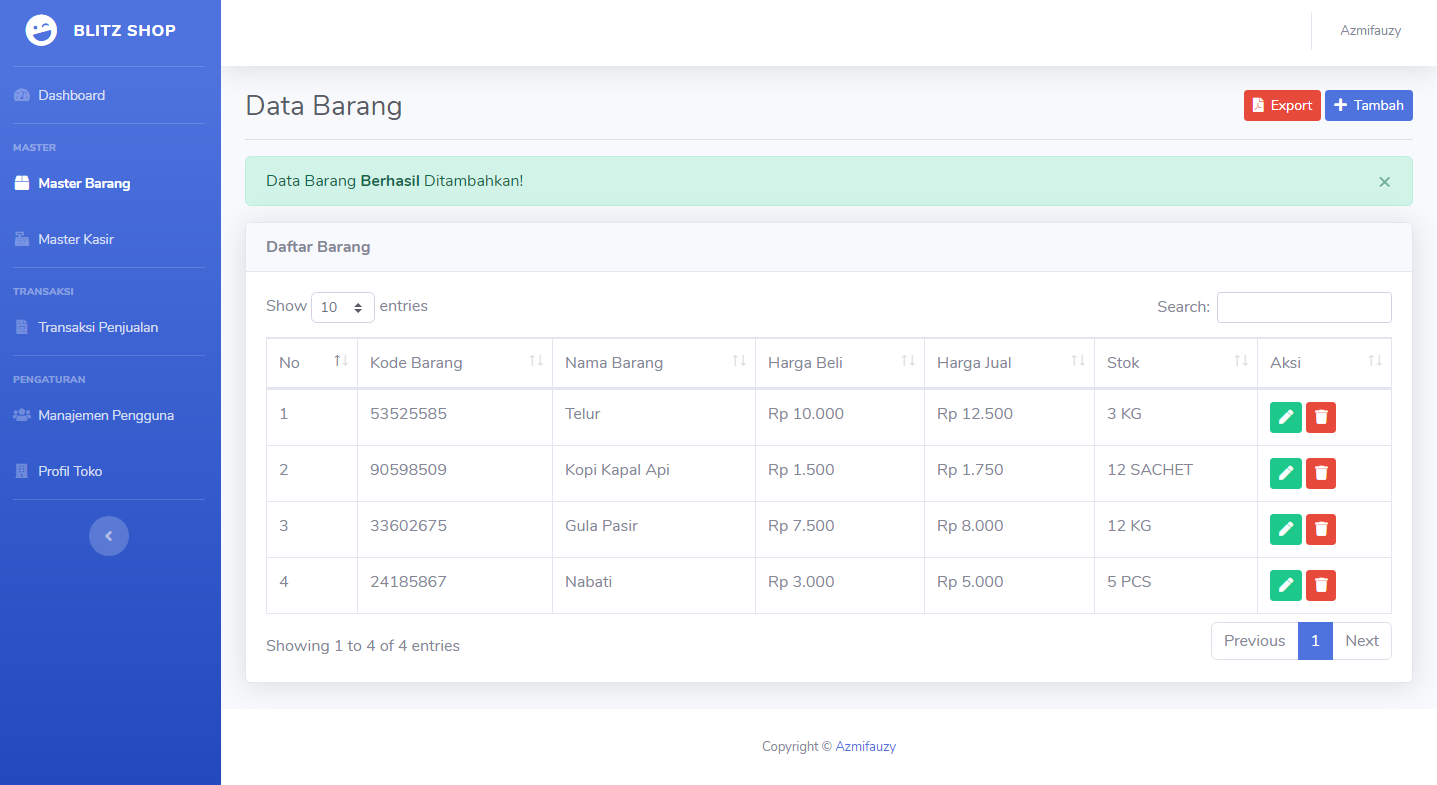 BLITZ SHOP
Azmifauzy
Dashboard
MASTER
Master Barang
Master Kasir
TRANSAKSI
Transaksi Penjualan
PENGATURAN
Manajemen Pengguna
Profil Toko
Data Barang
Export
Tambah
Data Barang Berhasil Ditambahkan! ×
Daftar Barang
Show 10 entries
Search:
No Kode Barang Nama Barang Harga Beli Harga Jual Stok Aksi
1 53525585 Telur Rp 10.000 Rp 12.500 3 KG
2 90598509 Kopi Kapal Api Rp 1.500 Rp 1.750 12 SACHET
3 33602675 Gula Pasir Rp 7.500 Rp 8.000 12 KG
4 24185867 Nabati Rp 3.000 Rp 5.000 5 PCS
Showing 1 to 4 of 4 entries
Previous 1 Next
Copyright © Azmifauzy